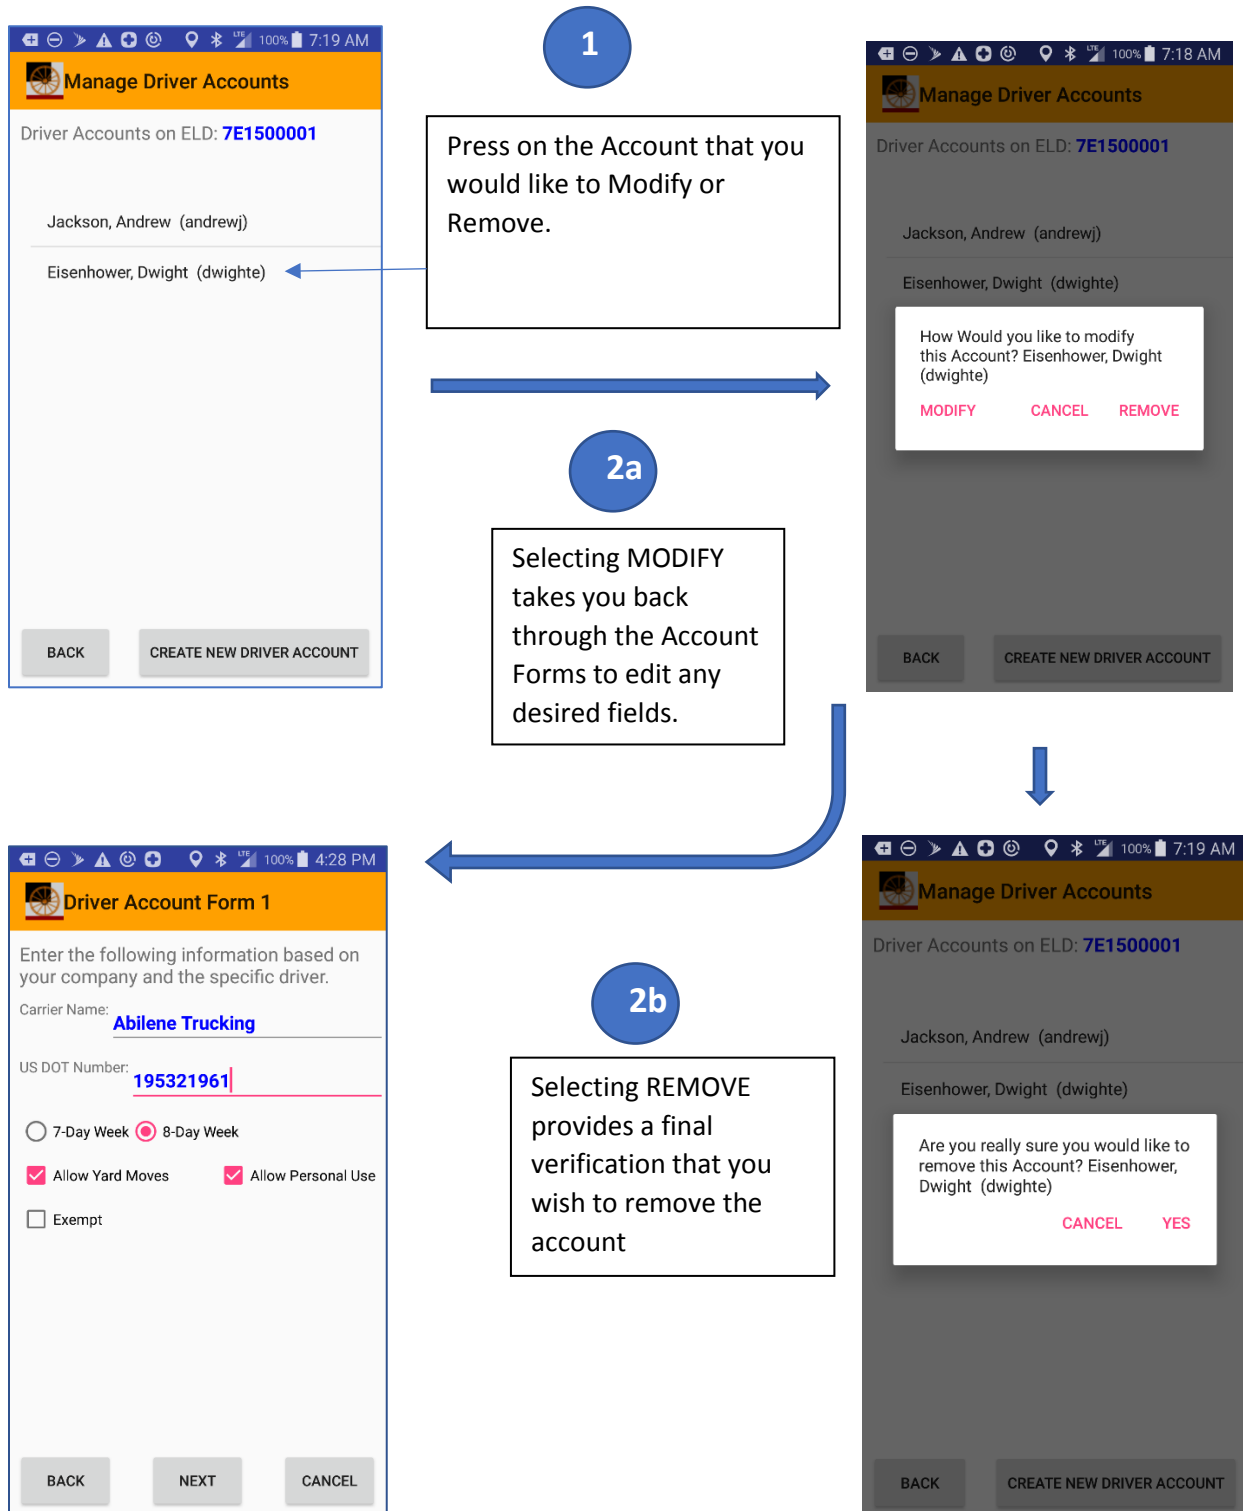 LTE 100% 7:19 AM
Manage Driver Accounts
Driver Accounts on ELD: 7E1500001
Jackson, Andrew (andrewj)
Eisenhower, Dwight (dwighte)
BACK
CREATE NEW DRIVER ACCOUNT
1
Press on the Account that you
would like to Modify or
Remove.
LTE 100% 7:18 AM
Manage Driver Accounts
Driver Accounts on ELD: 7E1500001
Jackson, Andrew (andrewj)
Eisenhower, Dwight (dwighte)
How Would you like to modify
this Account? Eisenhower, Dwight
(dwighte)
MODIFY
CANCEL
REMOVE
BACK
CREATE NEW DRIVER ACCOUNT
2a
Selecting MODIFY
takes you back
through the Account
Forms to edit any
desired fields.
LTE 100% 4:28 PM
Driver Account Form 1
Enter the following information based on
your company and the specific driver.
Carrier Name: Abilene Trucking
US DOT Number: 195321961
7-Day Week 8-Day Week
Allow Yard Moves Allow Personal Use
Exempt
BACK
NEXT
CANCEL
2b
Selecting REMOVE
provides a final
verification that you
wish to remove the
account
LTE 100% 7:19 AM
Manage Driver Accounts
Driver Accounts on ELD: 7E1500001
Jackson, Andrew (andrewj)
Eisenhower, Dwight (dwighte)
Are you really sure you would like to
remove this Account? Eisenhower,
Dwight (dwighte)
CANCEL
YES
BACK
CREATE NEW DRIVER ACCOUNT